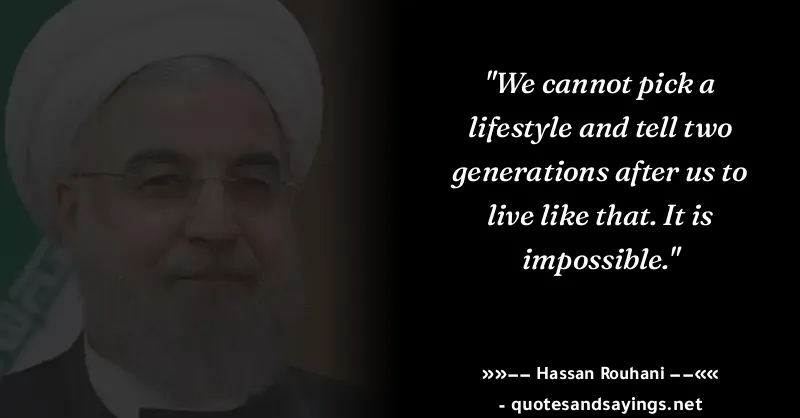 "We cannot pick a
lifestyle and tell two
generations after us to
live like that. It is
impossible."
»»—— Hassan Rouhani ——««
- quotesandsayings.net